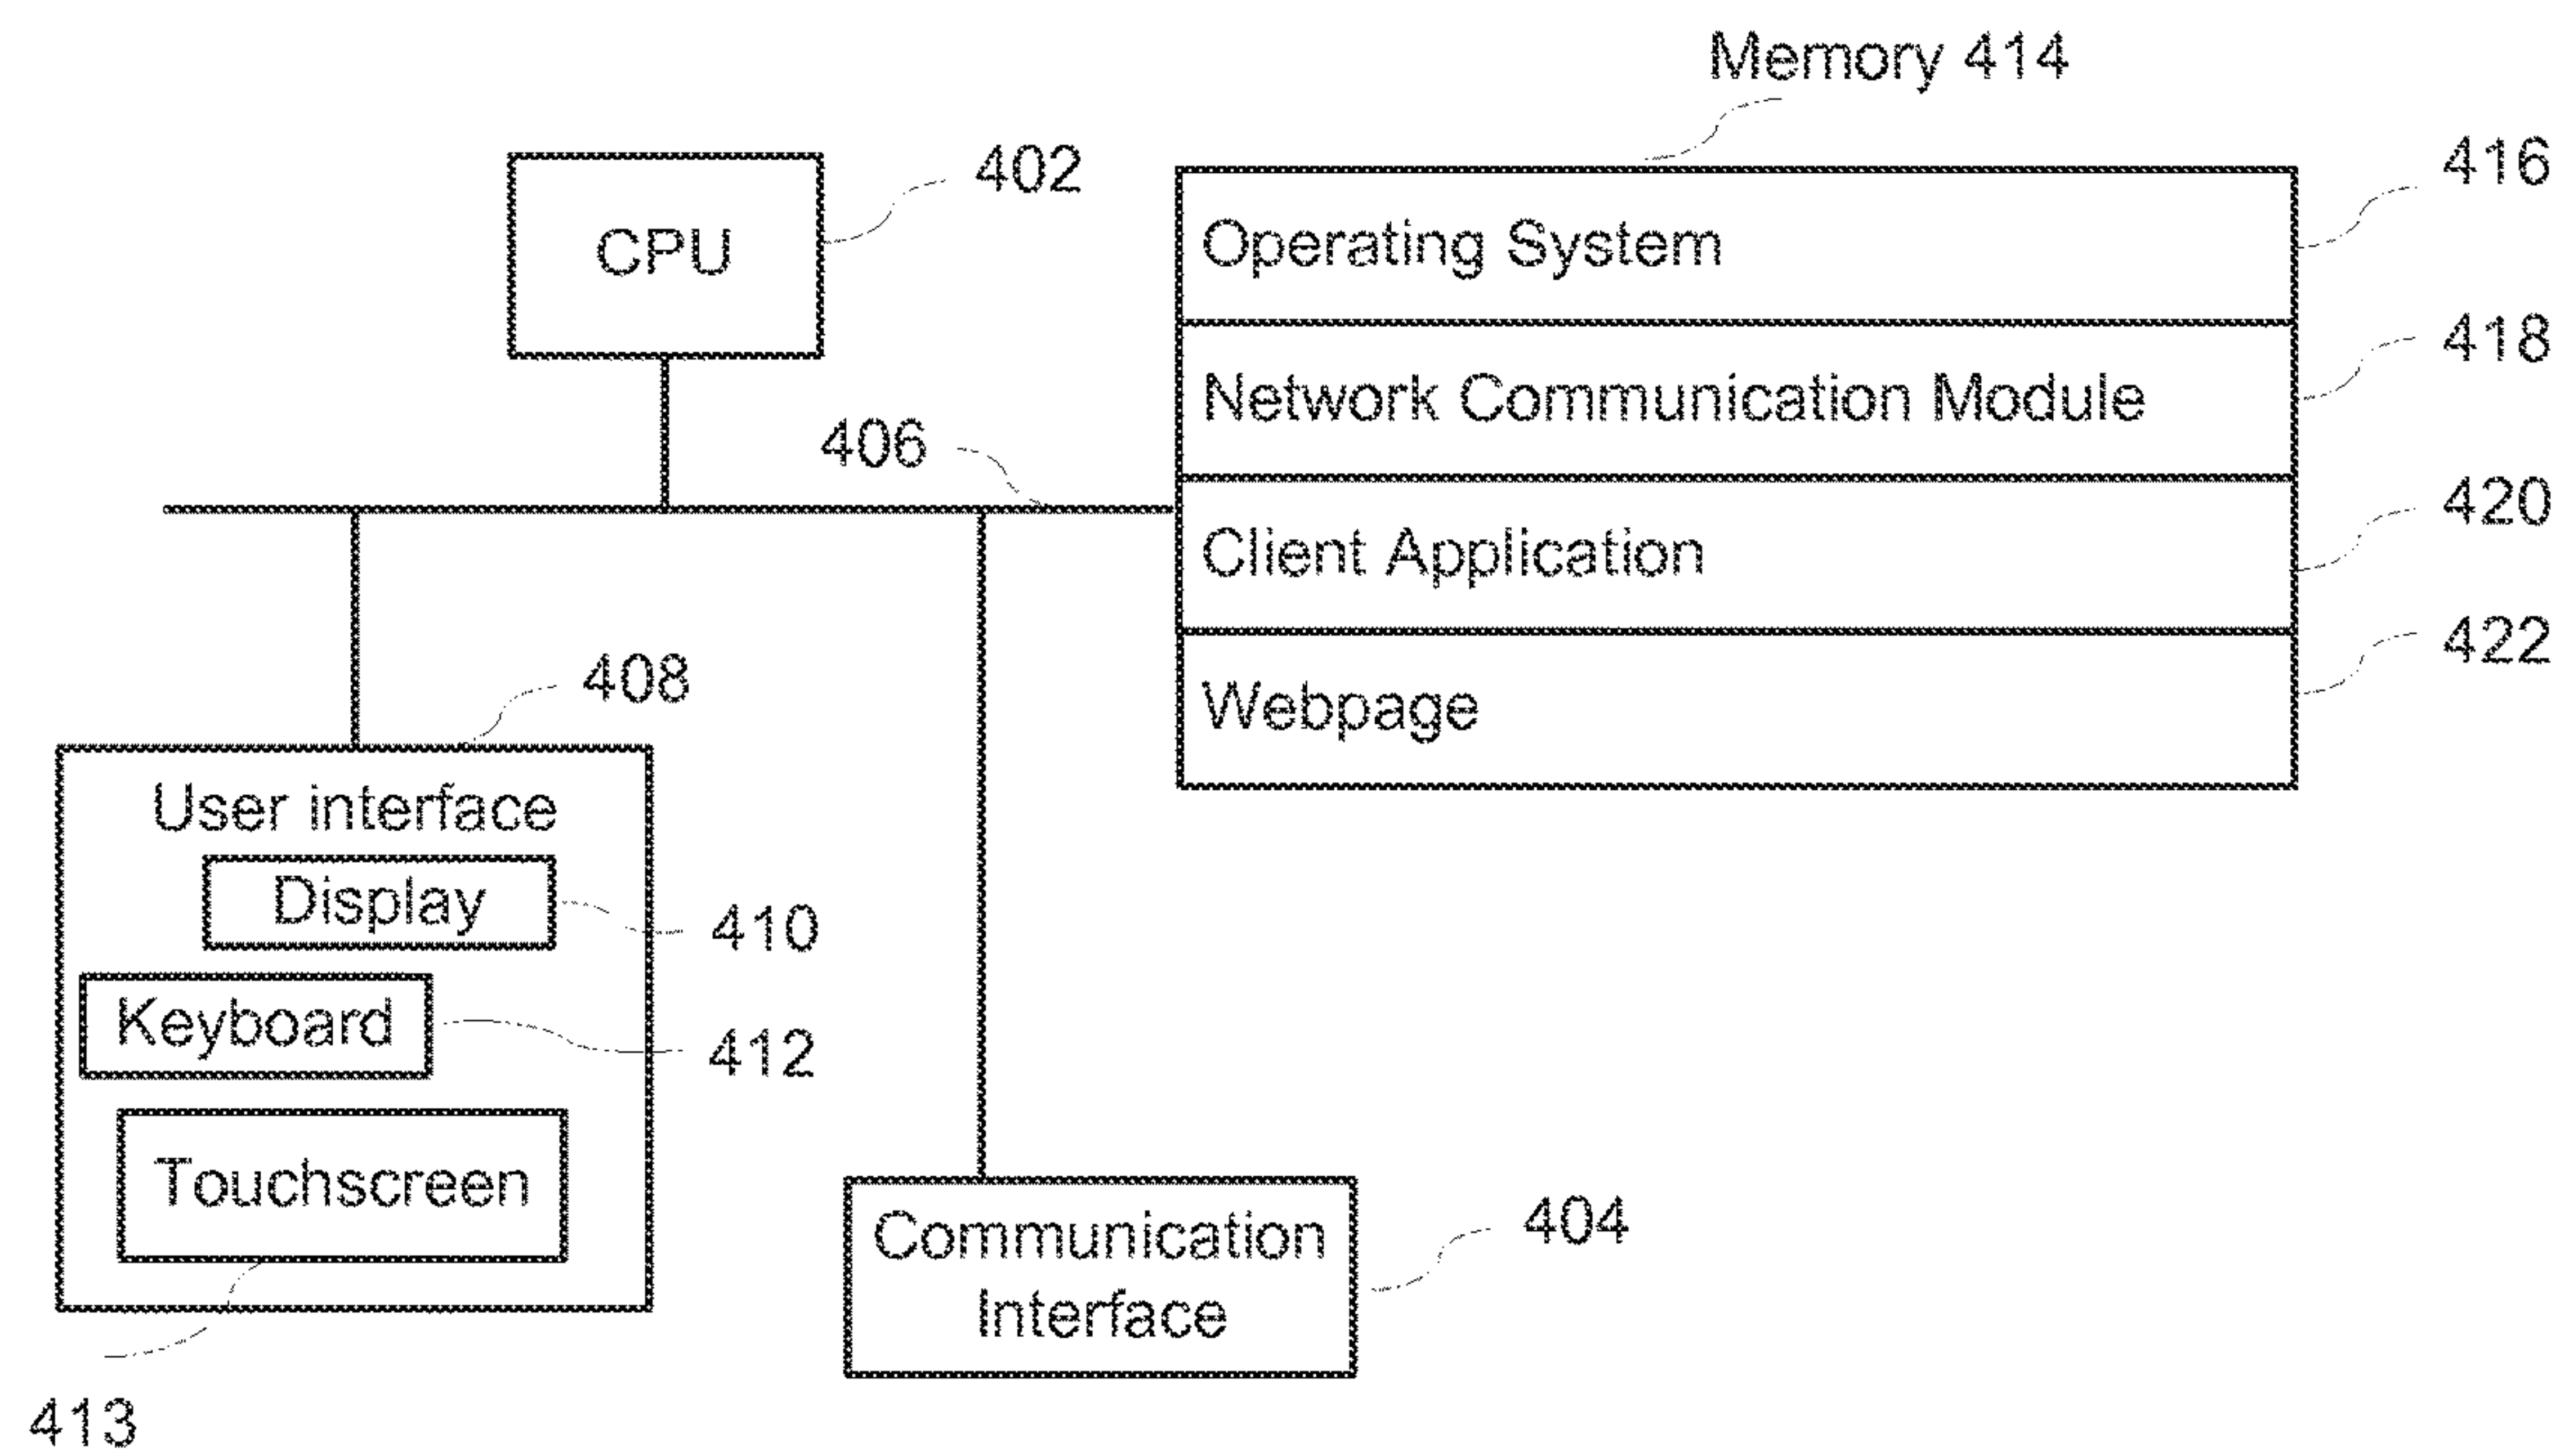 Memory 414
CPU
402
Operating System
416
Network Communication Module
418
406
Client Application
420
Webpage
422
408
User interface
Display
410
Keyboard
412
Touchscreen
413
Communication
Interface
404